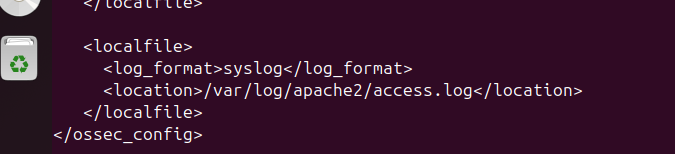 </localfile>
<localfile>
<log_format>syslog</log_format>
<location>/var/log/apache2/access.log</location>
</localfile>
</ossec_config>